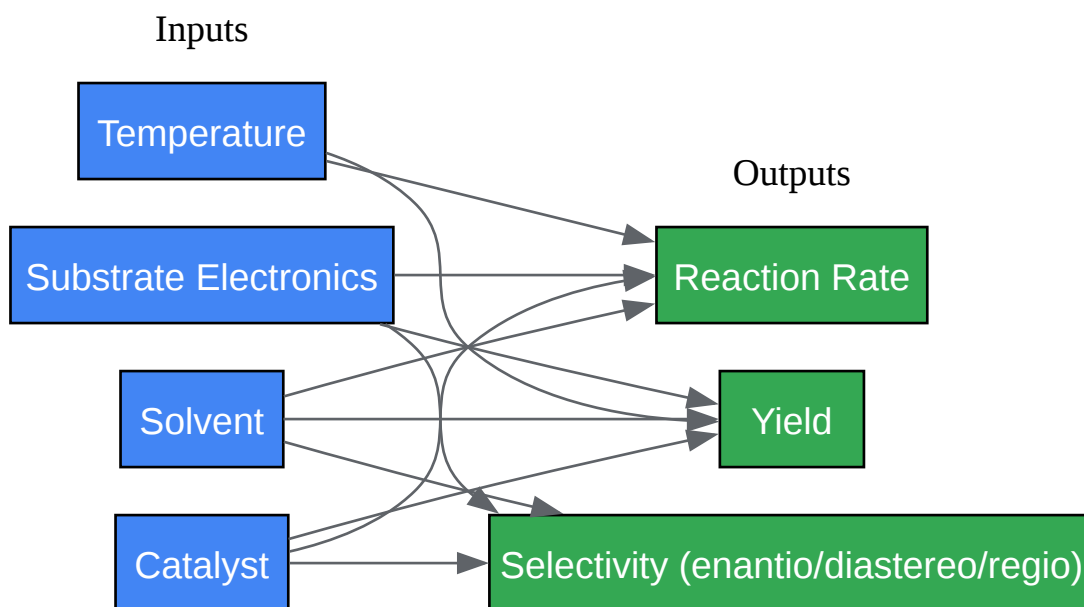 Inputs
Temperature
Substrate Electronics
Solvent
Catalyst
Outputs
Reaction Rate
Yield
Selectivity (enantio/diastereo/regio)